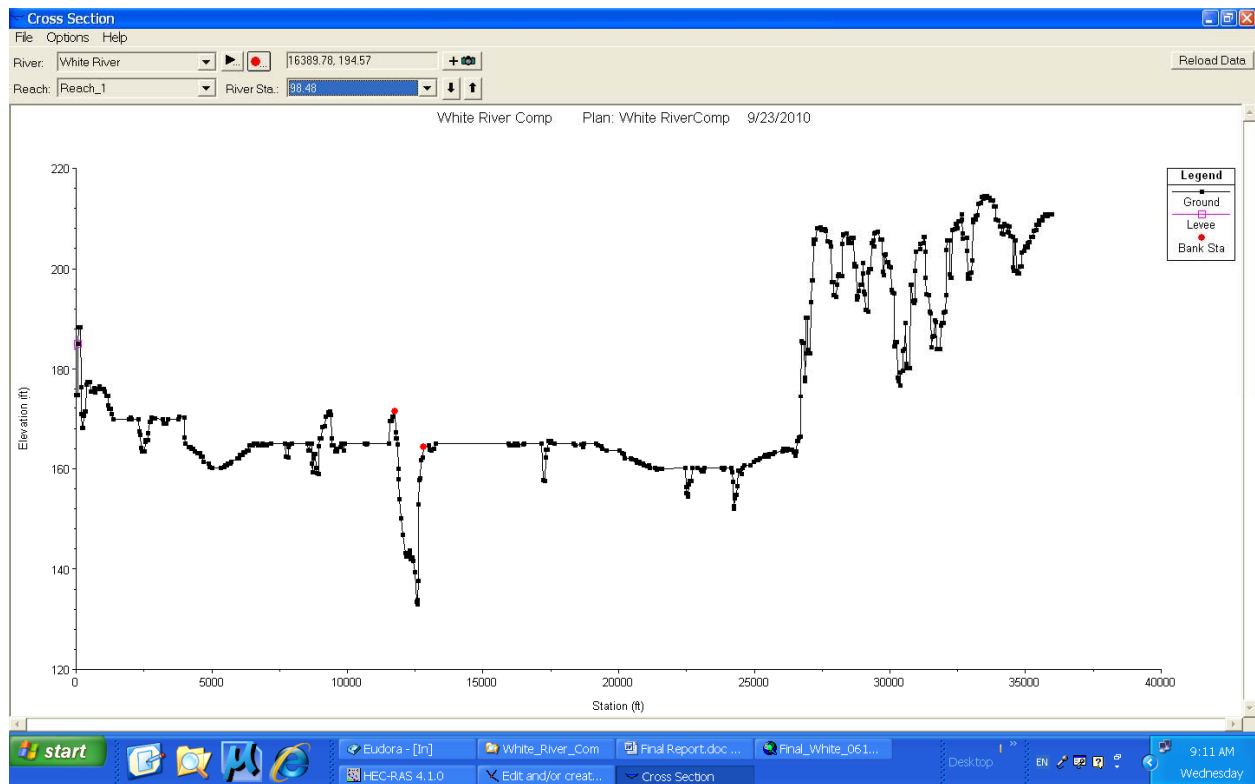 Cross Section
File Options Help
River: White River 16389.78, 194.57 Reload Data
Reach: Reach_1 River Sta.: 98.48
White River Comp Plan: White RiverComp 9/23/2010
220
200
180
160
140
120
Elevation (ft)
0 5000 10000 15000 20000 25000 30000 35000 40000
Station (ft)
Legend
Ground
Levee
Bank Sta
start
Eudora - [In] White_River_Com Final Report.doc ... Final_White_061...
HEC-RAS 4.1.0 Edit and/or creat... Cross Section
Desktop » EN 9:11 AM
Wednesday